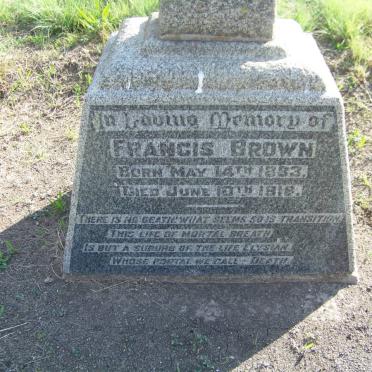 In Loving Memory of
FRANCIS BROWN
BORN MAY 14TH 1853.
DIED JUNE 10TH 1918.
THERE IS NO DEATH! WHAT SEEMS SO IS TRANSITION.
THIS LIFE OF MORTAL BREATH
IS BUT A SUBURB OF THE LIFE ELYSIAN,
WHOSE PORTAL WE CALL - DEATH.